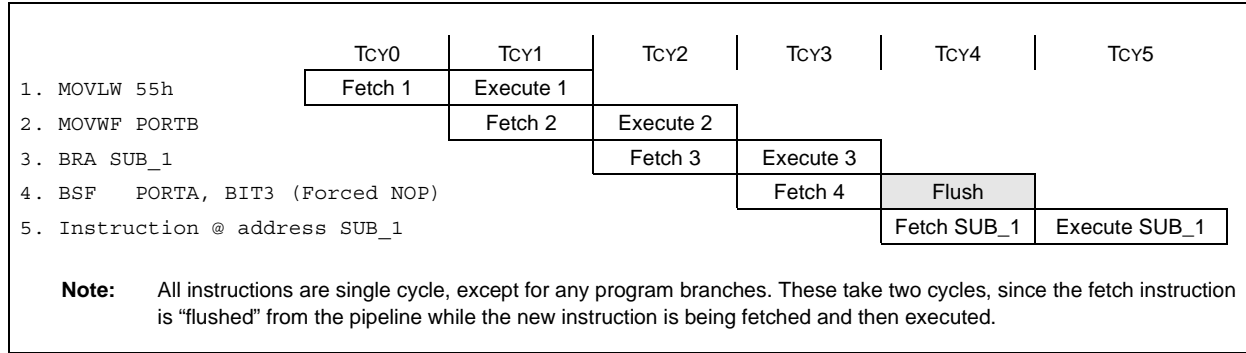 TCY0 TCY1 TCY2 TCY3 TCY4 TCY5
1. MOVLW 55h Fetch 1 Execute 1
2. MOVWF PORTB Fetch 2 Execute 2
3. BRA SUB_1 Fetch 3 Execute 3
4. BSF PORTA, BIT3 (Forced NOP) Fetch 4 Flush
5. Instruction @ address SUB_1 Fetch SUB_1 Execute SUB_1
Note: All instructions are single cycle, except for any program branches. These take two cycles, since the fetch instruction
is “flushed” from the pipeline while the new instruction is being fetched and then executed.